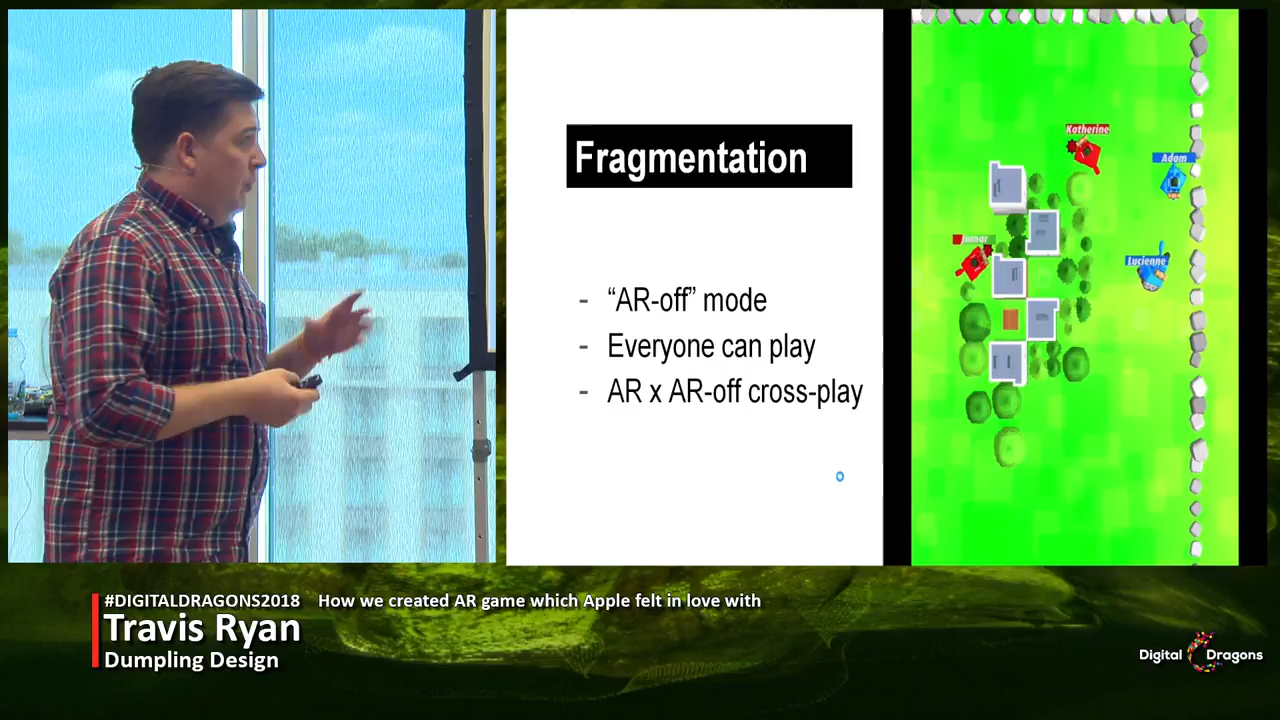 Fragmentation
- "AR-off" mode
- Everyone can play
- AR x AR-off cross-play
Katherine
Adam
Jumar
Lucienne
#DIGITALDRAGONS2018 How we created AR game which Apple felt in love with
Travis Ryan
Dumpling Design
Digital Dragons